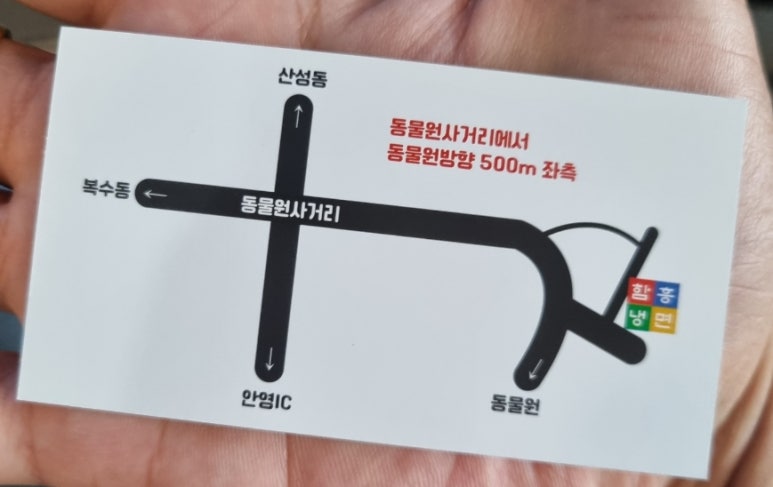 산성동
동물원사거리에서
동물원방향 500m 좌측
복수동
동물원사거리
함흥
냉면
안영IC
동물원